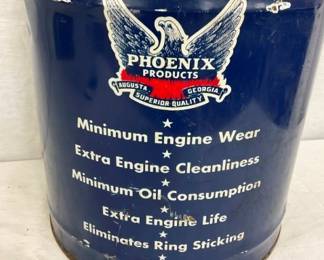 PHOENIX
PRODUCTS
AUGUSTA, GEORGIA
SUPERIOR QUALITY
Minimum Engine Wear
Extra Engine Cleanliness
Minimum Oil Consumption
Extra Engine Life
Eliminates Ring Sticking